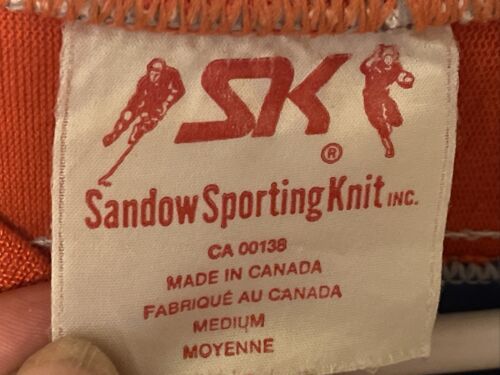 SK
®
Sandow Sporting Knit INC.
CA 00138
MADE IN CANADA
FABRIQUÉ AU CANADA
MEDIUM
MOYENNE